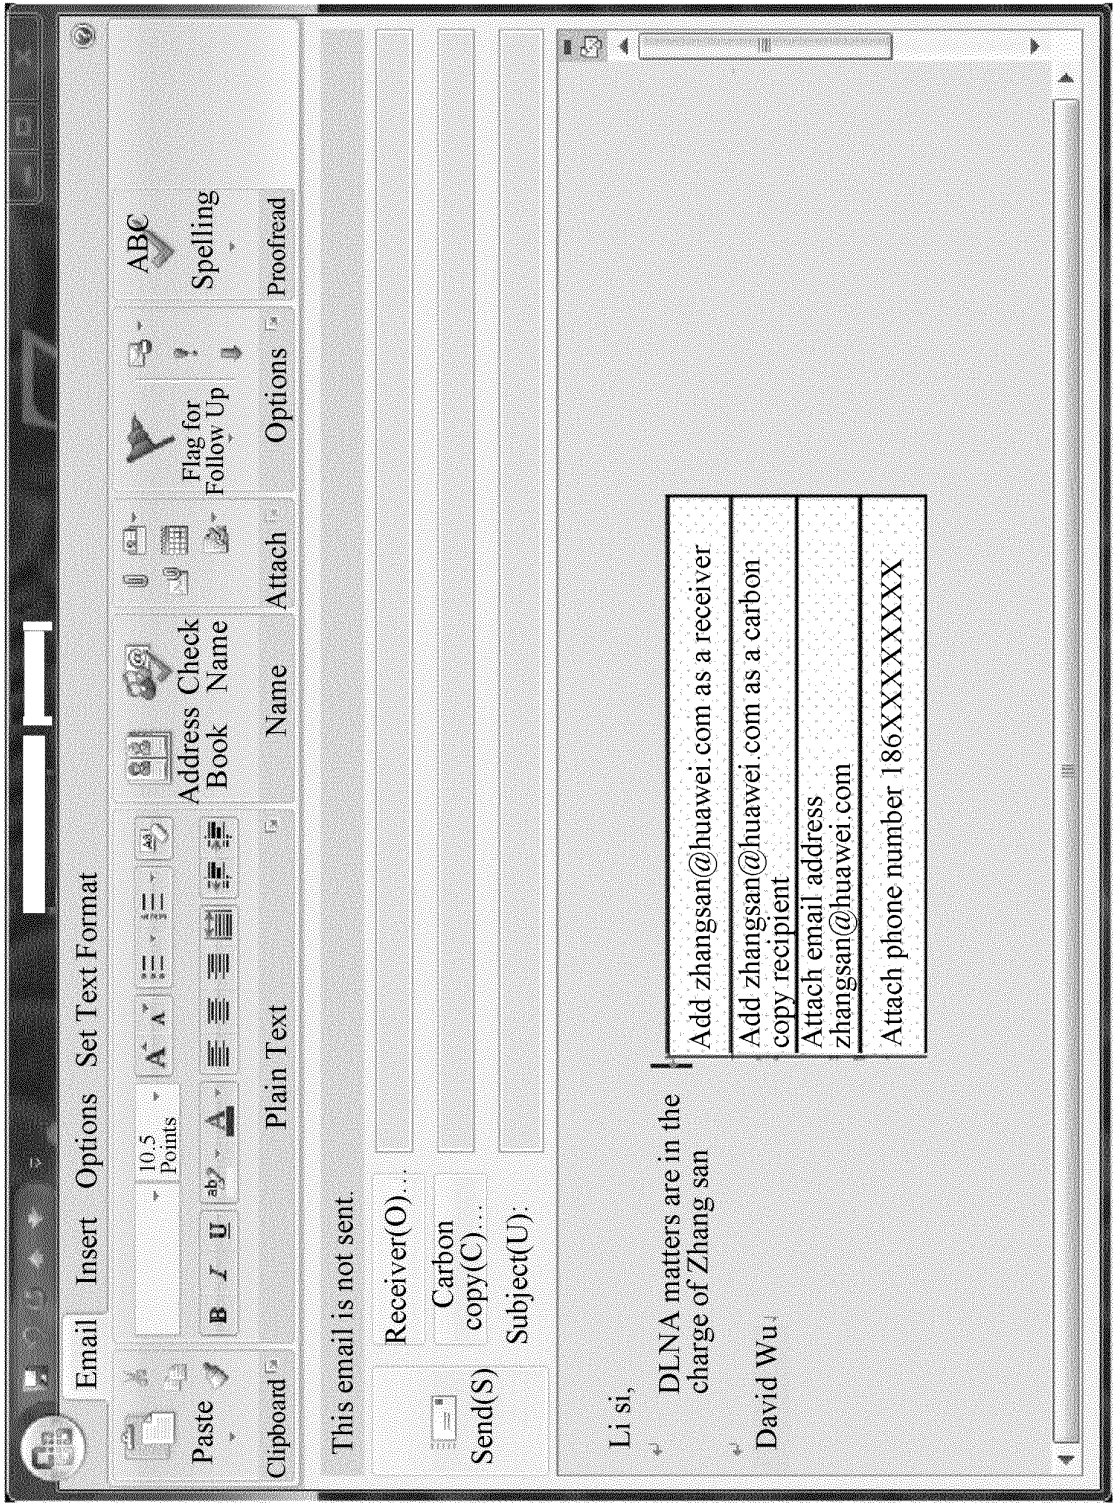 Email Insert Options Set Text Format
Paste
Clipboard
10.5
Points
B I U ab A
A A Aa
Plain Text
Address
Book
Check
Name
Name
Attach
Flag for
Follow Up
Options
ABC
Spelling
Proofread
This email is not sent.
Send(S)
Receiver(O)...
Carbon
copy(C)...
Subject(U):
Li si,
DLNA matters are in the
charge of Zhang san
David Wu
Add zhangsan@huawei.com as a receiver
Add zhangsan@huawei.com as a carbon
copy recipient
Attach email address
zhangsan@huawei.com
Attach phone number 186XXXXXXXX